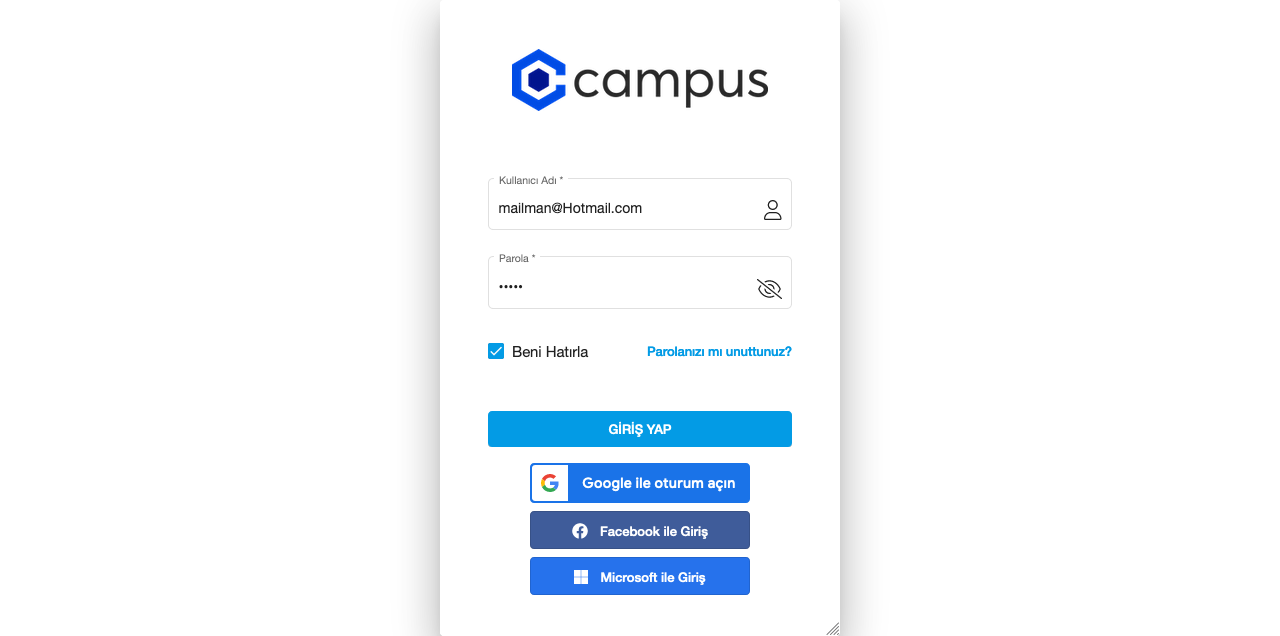 campus
Kullanıcı Adı *
mailman@Hotmail.com
Parola *
•••••
Beni Hatırla
Parolanızı mı unuttunuz?
GİRİŞ YAP
Google ile oturum açın
Facebook ile Giriş
Microsoft ile Giriş